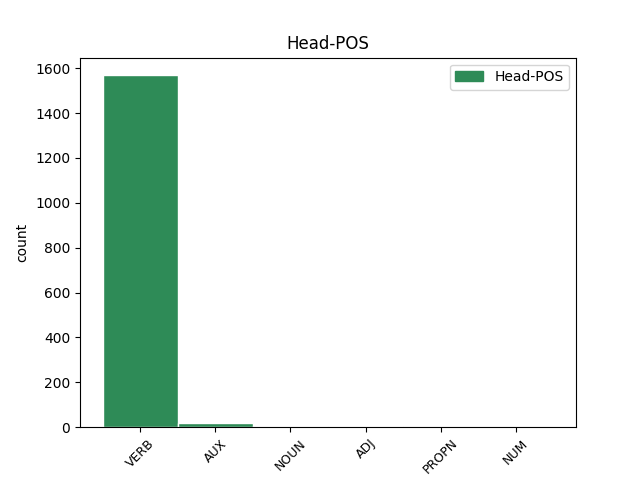 Head-POS
Head-POS
1600
1400
1200
1000
800
600
400
200
0
count
VERB
AUX
NOUN
ADJ
PROPN
NUM